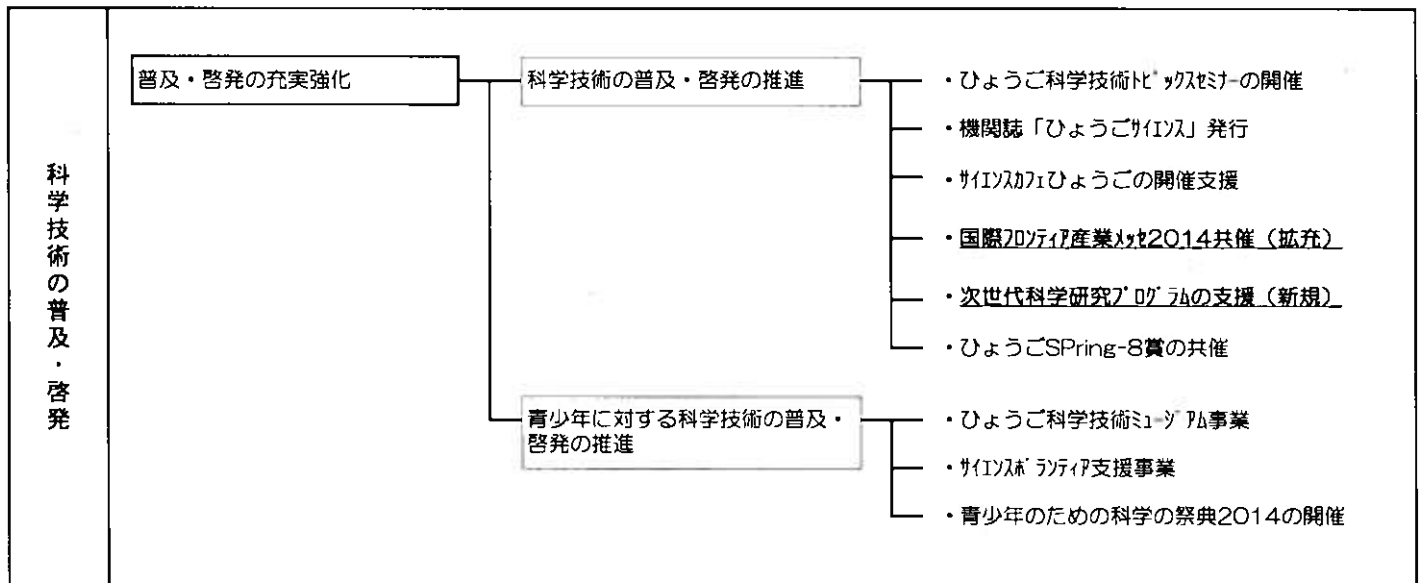 科学技術の普及・啓発
普及・啓発の充実強化
科学技術の普及・啓発の推進
・ひょうご科学技術ﾄﾋﾟｯｸｽｾﾐﾅｰの開催
・機関誌「ひょうごｻｲｴﾝｽ」発行
・ｻｲｴﾝｽｶﾌｪひょうごの開催支援
・国際ﾌﾛﾝﾃｨｱ産業ﾒｯｾ2014共催（拡充）
・次世代科学研究ﾌﾟﾛｸﾞﾗﾑの支援（新規）
・ひょうごSPring-8賞の共催
青少年に対する科学技術の普及・
啓発の推進
・ひょうご科学技術ﾐｭｰｼﾞｱﾑ事業
・ｻｲｴﾝｽﾎﾞﾗﾝﾃｨｱ支援事業
・青少年のための科学の祭典2014の開催